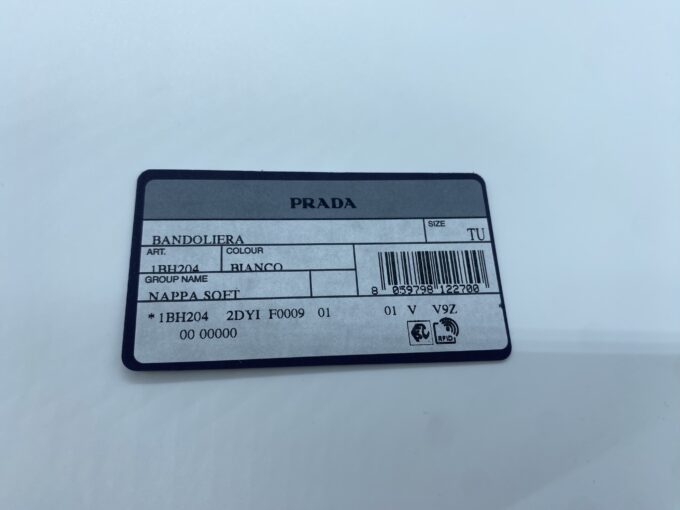 PRADA
BANDOLIERA
SIZE
TU
ART.
1BH204
COLOUR
BIANCO
GROUP NAME
NAPPA SOFT
8 059798 122700
*1BH204 2DYI F0009 01 01 V V9Z
00 00000
RFID